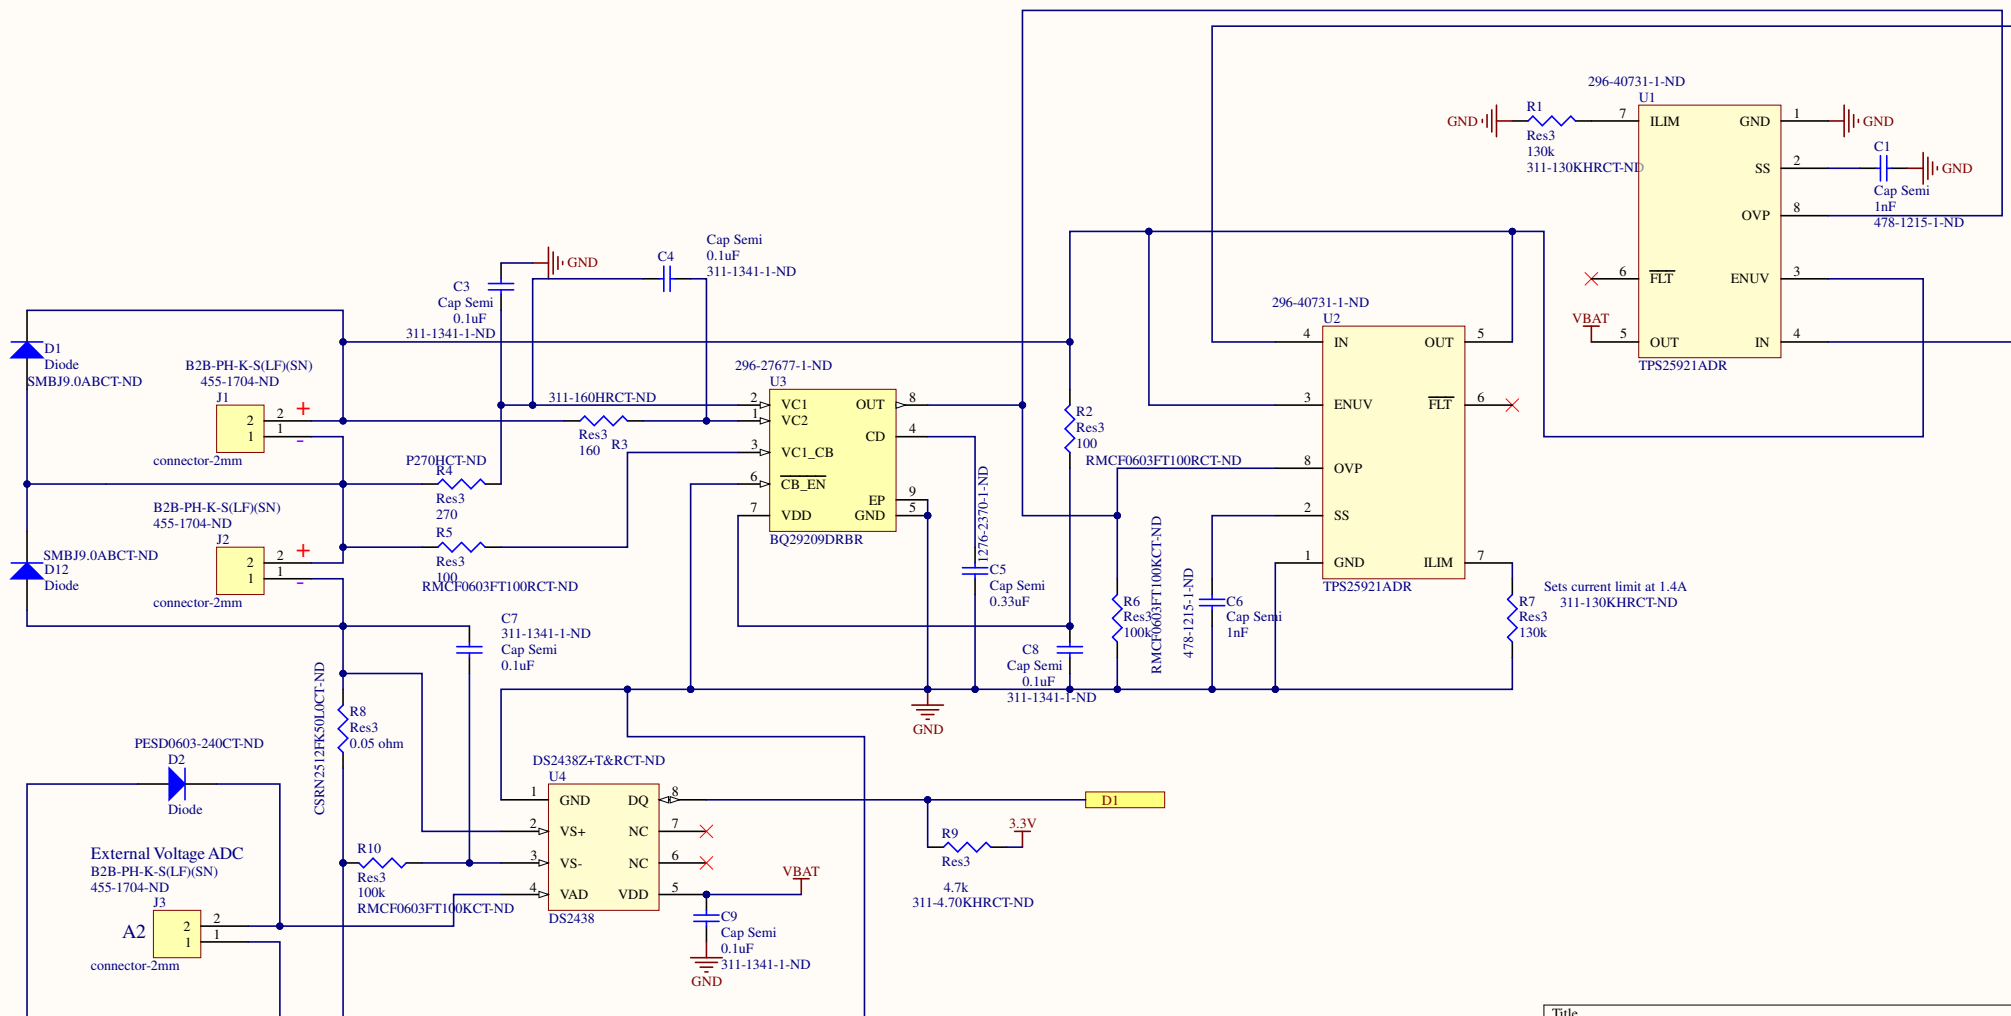 296-40731-1-ND
U1
GND
R1
Res3
130k
311-130KHRCT-ND
7
ILIM
GND
1
GND
SS
2
C1
GND
Cap Semi
1nF
478-1215-1-ND
OVP
8
6
FLT
ENUV
3
VBAT
5
OUT
IN
4
TPS25921ADR
GND
C3
Cap Semi
0.1uF
311-1341-1-ND
C4
Cap Semi
0.1uF
311-1341-1-ND
296-40731-1-ND
U2
4
IN
OUT
5
3
ENUV
FLT
6
8
OVP
2
SS
1
GND
ILIM
7
TPS25921ADR
D1
Diode
SMBJ9.0ABCT-ND
B2B-PH-K-S(LF)(SN)
455-1704-ND
J1
2
2
+
1
1
-
connector-2mm
296-27677-1-ND
U3
2
VC1
OUT
8
1
VC2
CD
4
3
VC1_CB
6
CB_EN
EP
9
7
VDD
GND
5
BQ29209DRBR
311-160HRCT-ND
Res3
160
R3
P270HCT-ND
R4
Res3
270
R5
Res3
100
RMCF0603FT100RCT-ND
R2
Res3
100
RMCF0603FT100RCT-ND
B2B-PH-K-S(LF)(SN)
455-1704-ND
J2
2
2
+
1
1
-
connector-2mm
SMBJ9.0ABCT-ND
D12
Diode
1276-2370-1-ND
C5
Cap Semi
0.33uF
R6
Res3
100k
RMCF0603FT100KCT-ND
478-1215-1-ND
C6
Cap Semi
1nF
Sets current limit at 1.4A
311-130KHRCT-ND
R7
Res3
130k
C7
311-1341-1-ND
Cap Semi
0.1uF
C8
Cap Semi
0.1uF
311-1341-1-ND
GND
CSRN2512FK50L0CT-ND
R8
Res3
0.05 ohm
PESD0603-240CT-ND
D2
Diode
DS2438Z+T&RCT-ND
U4
1
GND
DQ
8
2
VS+
NC
7
3
VS-
NC
6
4
VAD
VDD
5
DS2438
D1
3.3V
R9
Res3
4.7k
311-4.70KHRCT-ND
VBAT
C9
Cap Semi
0.1uF
311-1341-1-ND
GND
R10
Res3
100k
RMCF0603FT100KCT-ND
External Voltage ADC
B2B-PH-K-S(LF)(SN)
455-1704-ND
J3
A2
2
2
1
1
connector-2mm
Title